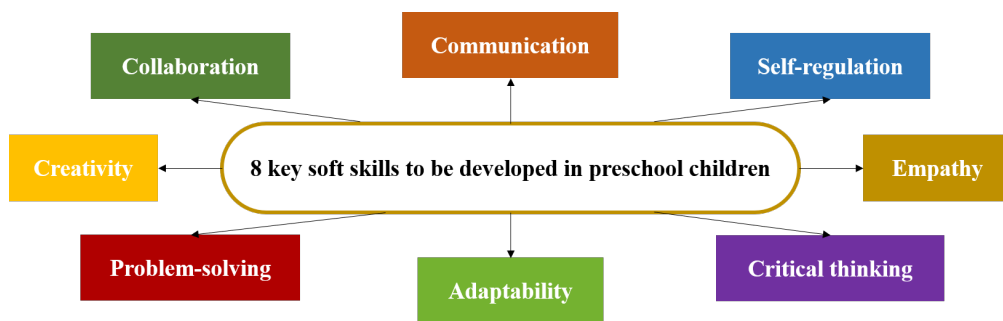 Communication
Collaboration
Self-regulation
Creativity
8 key soft skills to be developed in preschool children
Empathy
Problem-solving
Adaptability
Critical thinking